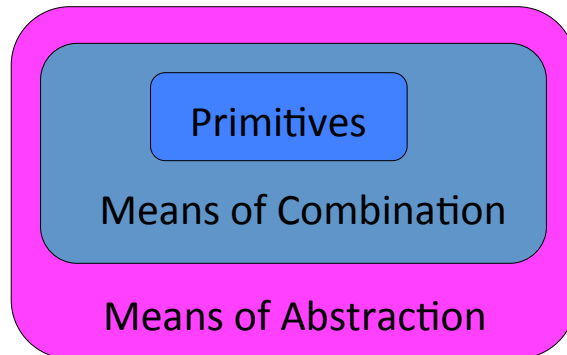 Primitives
Means of Combination
Means of Abstraction